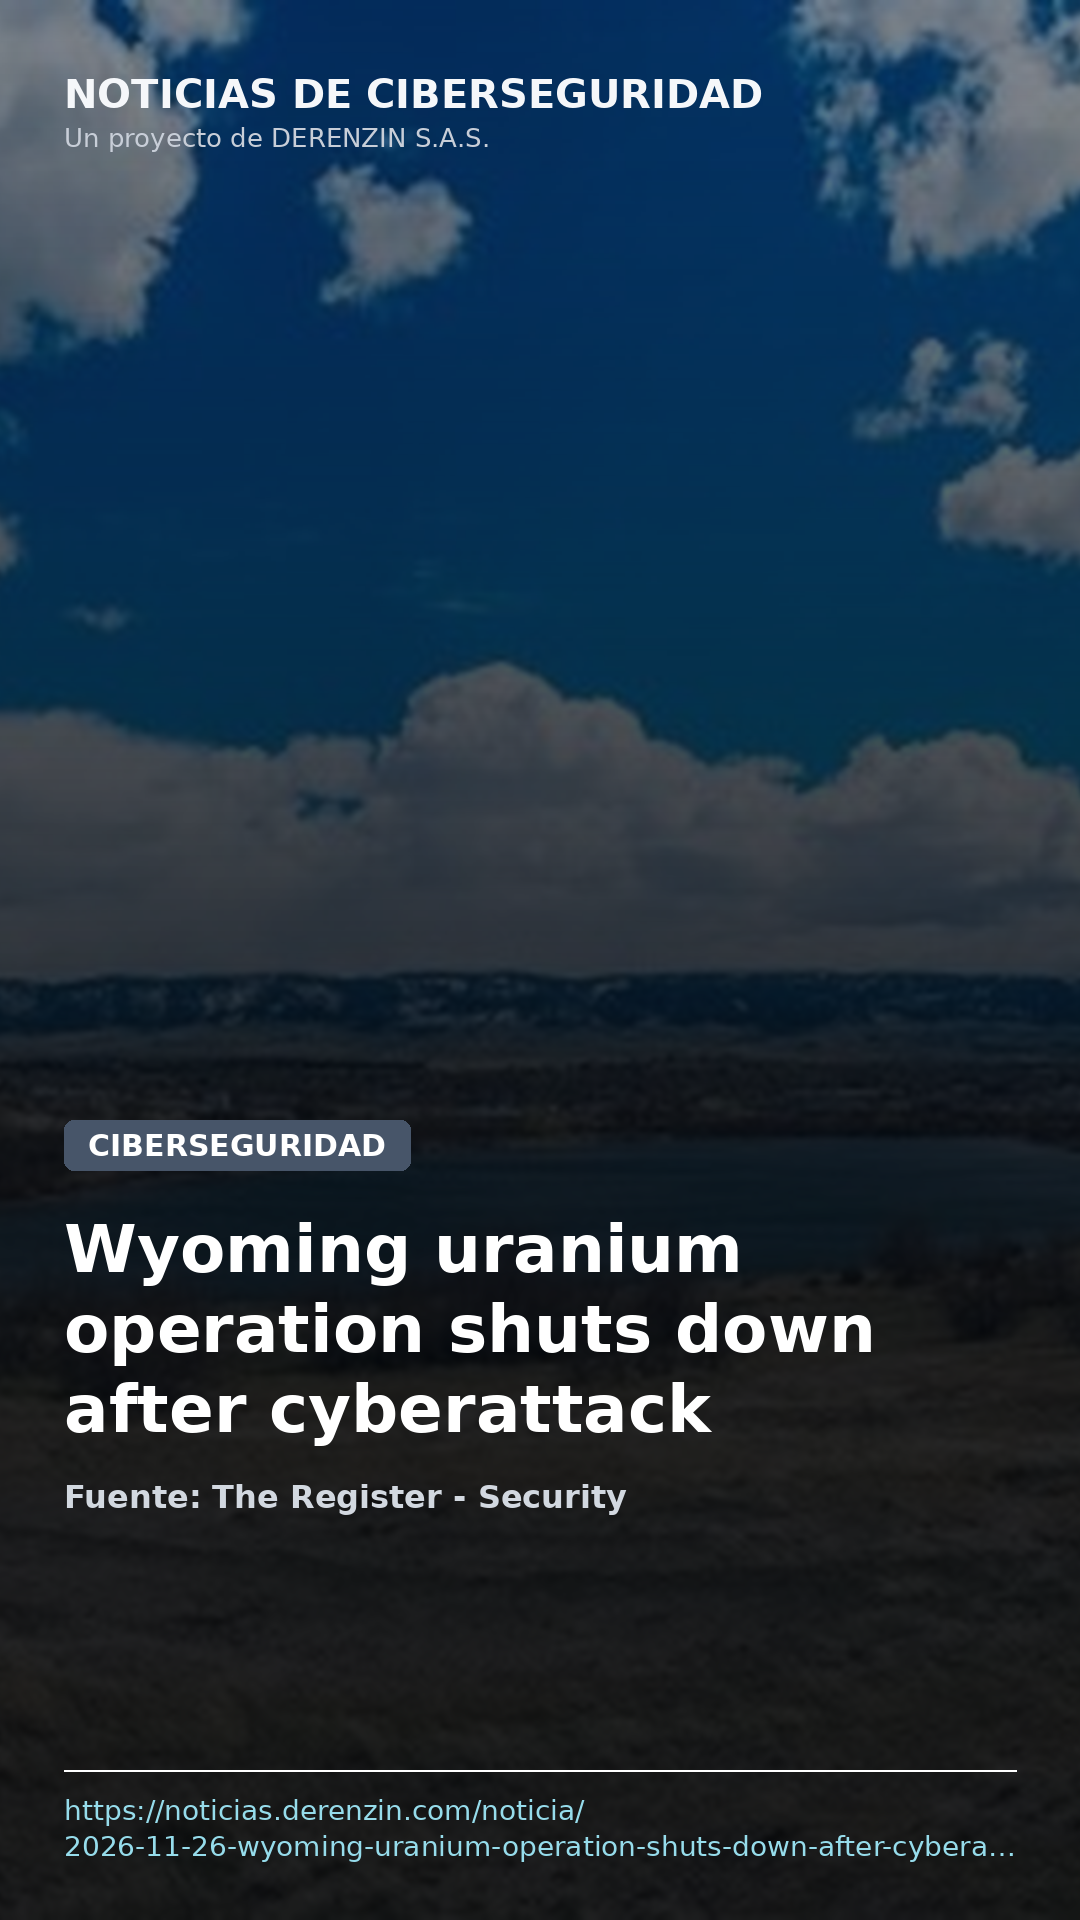 NOTICIAS DE CIBERSEGURIDAD
Un proyecto de DERENZIN S.A.S.
CIBERSEGURIDAD
Wyoming uranium
operation shuts down
after cyberattack
Fuente: The Register - Security
https://noticias.derenzin.com/noticia/
2026-11-26-wyoming-uranium-operation-shuts-down-after-cybera...